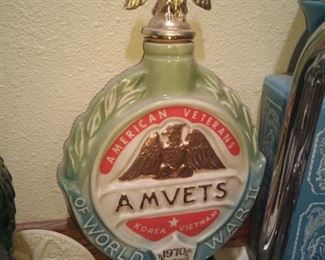 AMERICAN VETERANS
AMVETS
KOREA ★ VIETNAM
OF WORLD WAR II
1970